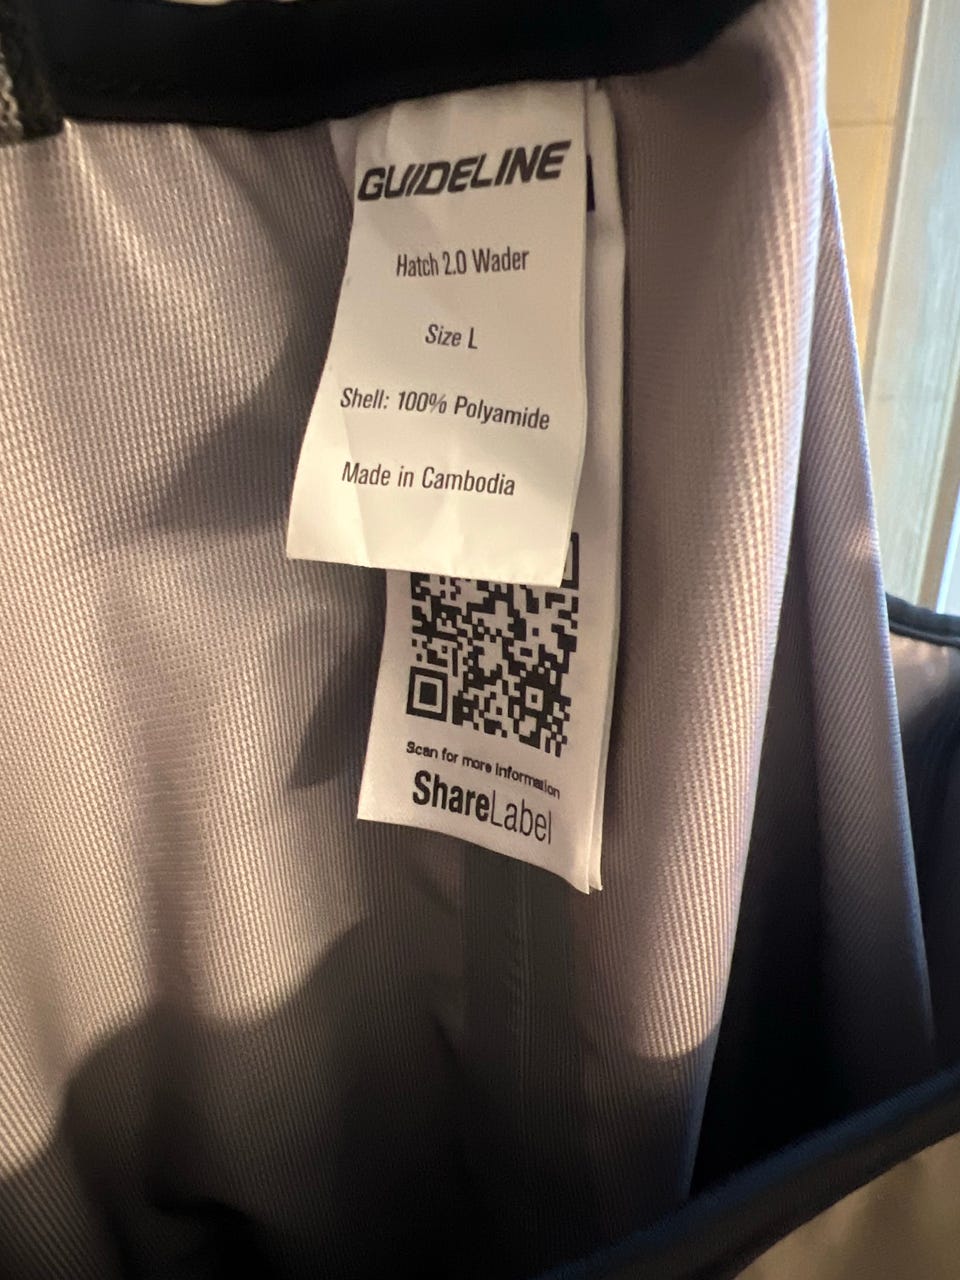 GUIDELINE
Hatch 2.0 Wader
Size L
Shell: 100% Polyamide
Made in Cambodia
Scan for more information
ShareLabel